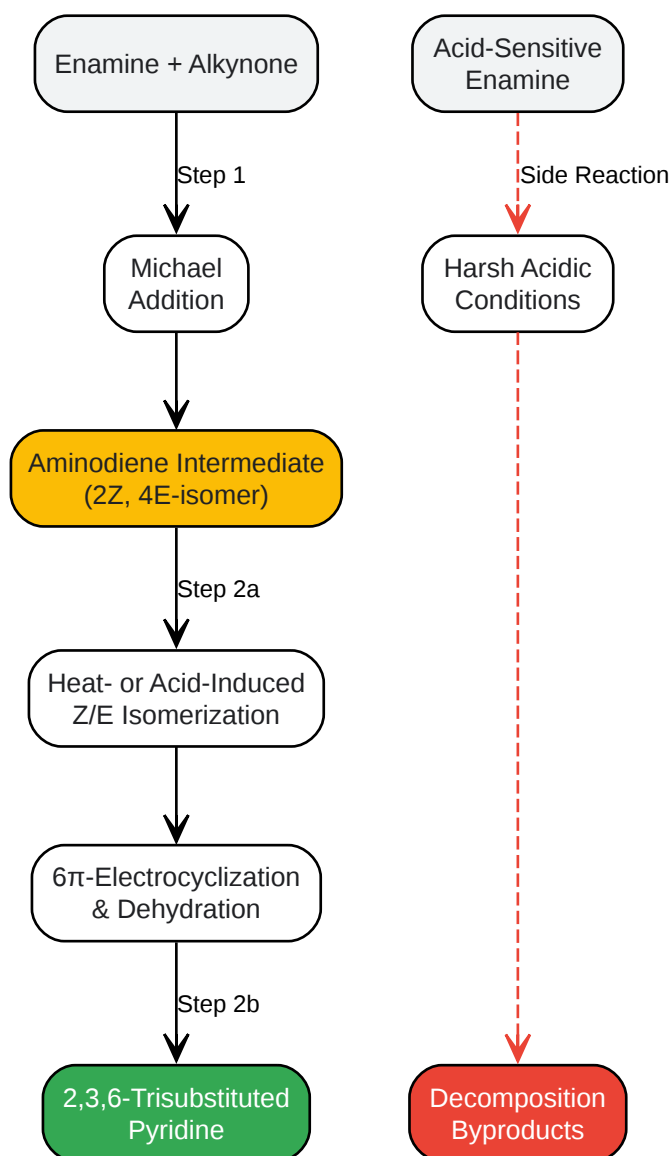 Enamine + Alkynone
Step 1
Michael
Addition
Aminodiene Intermediate
(2Z, 4E-isomer)
Step 2a
Heat- or Acid-Induced
Z/E Isomerization
6π-Electrocyclization
& Dehydration
Step 2b
2,3,6-Trisubstituted
Pyridine
Acid-Sensitive
Enamine
Side Reaction
Harsh Acidic
Conditions
Decomposition
Byproducts